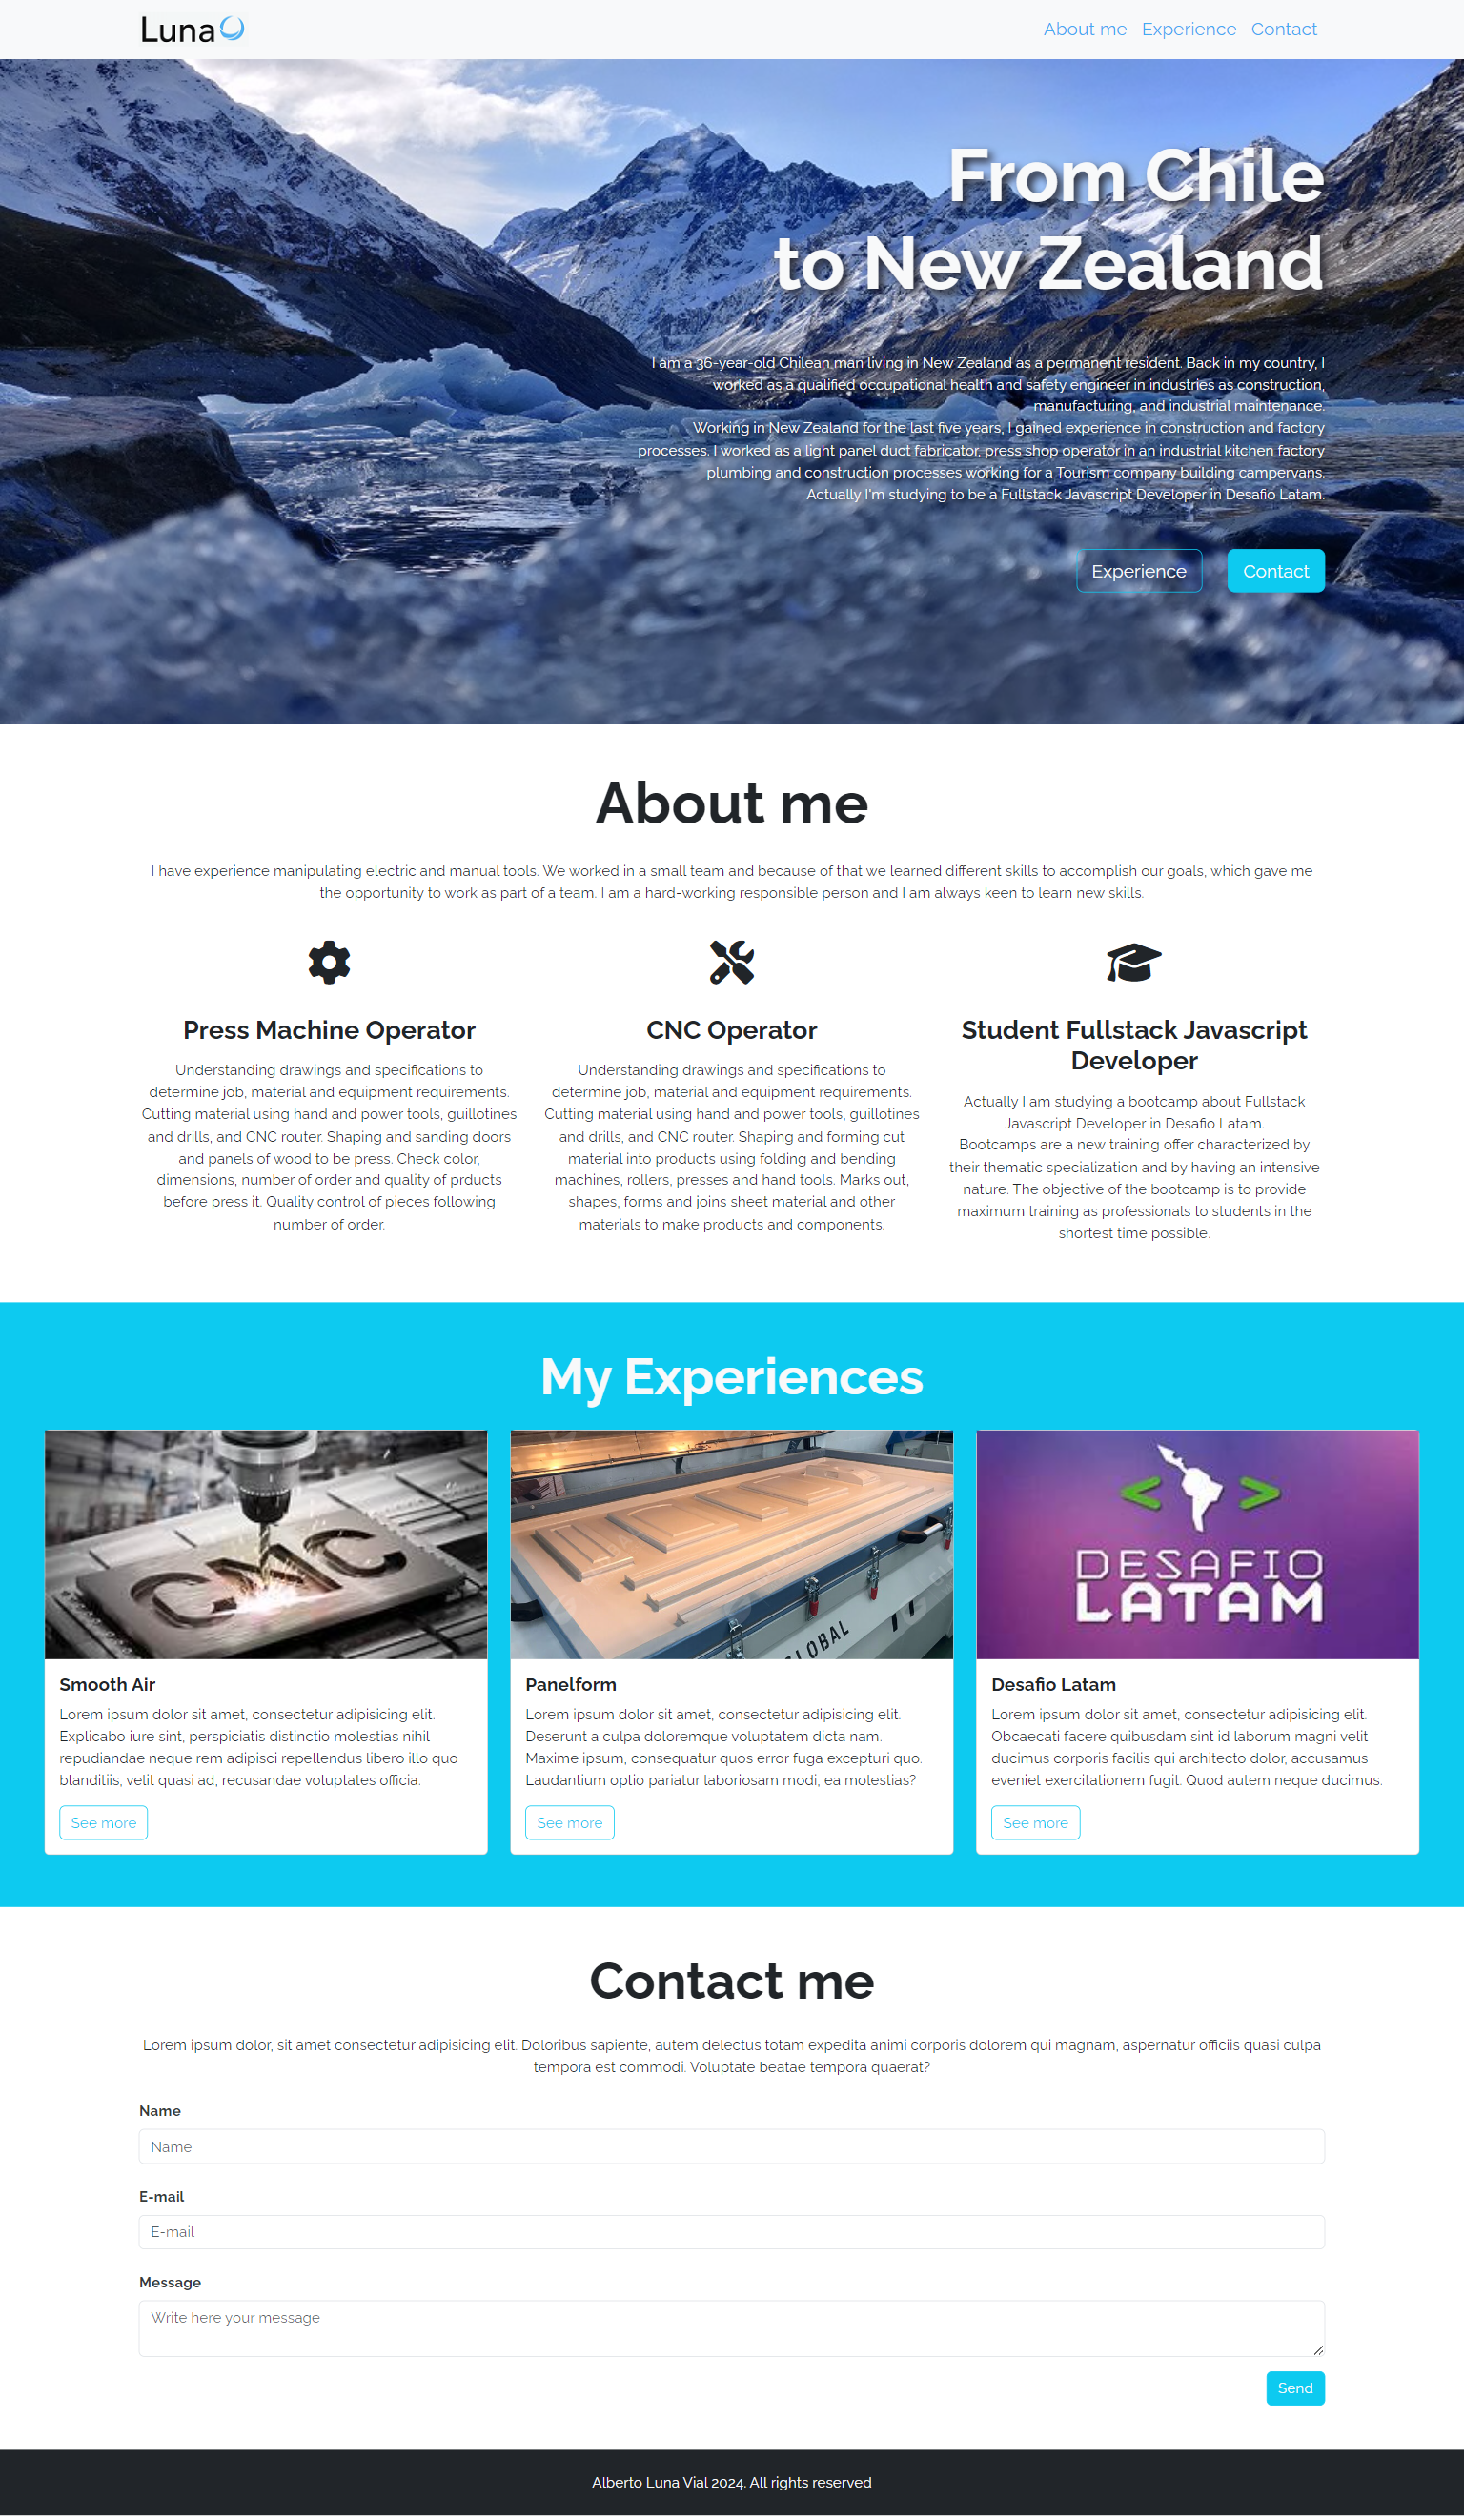 Luna
About me Experience Contact
From Chile
to New Zealand
I am a 36-year-old Chilean man living in New Zealand as a permanent resident. Back in my country, I
worked as a qualified occupational health and safety engineer in industries as construction,
manufacturing, and industrial maintenance.
Working in New Zealand for the last five years, I gained experience in construction and factory
processes. I worked as a light panel duct fabricator, press shop operator in an industrial kitchen factory
plumbing and construction processes working for a Tourism company building campervans.
Actually I'm studying to be a Fullstack Javascript Developer in Desafio Latam.
Experience Contact
About me
I have experience manipulating electric and manual tools. We worked in a small team and because of that we learned different skills to accomplish our goals, which gave me
the opportunity to work as part of a team. I am a hard-working responsible person and I am always keen to learn new skills.
Press Machine Operator
Understanding drawings and specifications to
determine job, material and equipment requirements.
Cutting material using hand and power tools, guillotines
and drills, and CNC router. Shaping and sanding doors
and panels of wood to be press. Check color,
dimensions, number of order and quality of prducts
before press it. Quality control of pieces following
number of order.
CNC Operator
Understanding drawings and specifications to
determine job, material and equipment requirements.
Cutting material using hand and power tools, guillotines
and drills, and CNC router. Shaping and forming cut
material into products using folding and bending
machines, rollers, presses and hand tools. Marks out,
shapes, forms and joins sheet material and other
materials to make products and components.
Student Fullstack Javascript
Developer
Actually I am studying a bootcamp about Fullstack
Javascript Developer in Desafio Latam.
Bootcamps are a new training offer characterized by
their thematic specialization and by having an intensive
nature. The objective of the bootcamp is to provide
maximum training as professionals to students in the
shortest time possible.
My Experiences
CNC
Smooth Air
Lorem ipsum dolor sit amet, consectetur adipisicing elit.
Explicabo iure sint, perspiciatis distinctio molestias nihil
repudiandae neque rem adipisci repellendus libero illo quo
blanditiis, velit quasi ad, recusandae voluptates officia.
See more
GLOBAL
Panelform
Lorem ipsum dolor sit amet, consectetur adipisicing elit.
Deserunt a culpa doloremque voluptatem dicta nam.
Maxime ipsum, consequatur quos error fuga excepturi quo.
Laudantium optio pariatur laboriosam modi, ea molestias?
See more
< >
DESAFIO
LATAM
Desafio Latam
Lorem ipsum dolor sit amet, consectetur adipisicing elit.
Obcaecati facere quibusdam sint id laborum magni velit
ducimus corporis facilis qui architecto dolor, accusamus
eveniet exercitationem fugit. Quod autem neque ducimus.
See more
Contact me
Lorem ipsum dolor, sit amet consectetur adipisicing elit. Doloribus sapiente, autem delectus totam expedita animi corporis dolorem qui magnam, aspernatur officiis quasi culpa
tempora est commodi. Voluptate beatae tempora quaerat?
Name
Name
E-mail
E-mail
Message
Write here your message
Send
Alberto Luna Vial 2024. All rights reserved